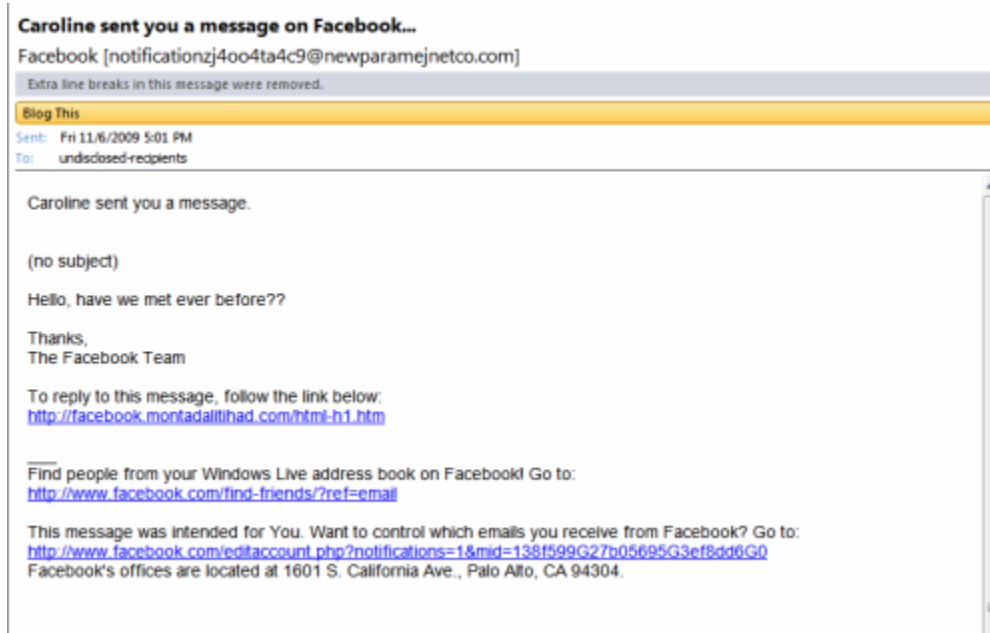 Caroline sent you a message on Facebook...
Facebook [notificationzj4oo4ta4c9@newparamejnetco.com]
Extra line breaks in this message were removed.
Blog This
Sent: Fri 11/6/2009 5:01 PM
To: undisclosed-recipients
Caroline sent you a message.
(no subject)
Hello, have we met ever before??
Thanks,
The Facebook Team
To reply to this message, follow the link below:
http://facebook.montadalitihad.com/html-h1.htm
___
Find people from your Windows Live address book on Facebook! Go to:
http://www.facebook.com/find-friends/?ref=email
This message was intended for You. Want to control which emails you receive from Facebook? Go to:
http://www.facebook.com/editaccount.php?notifications=1&mid=138f599G27b05695G3ef8dd6G0
Facebook's offices are located at 1601 S. California Ave., Palo Alto, CA 94304.